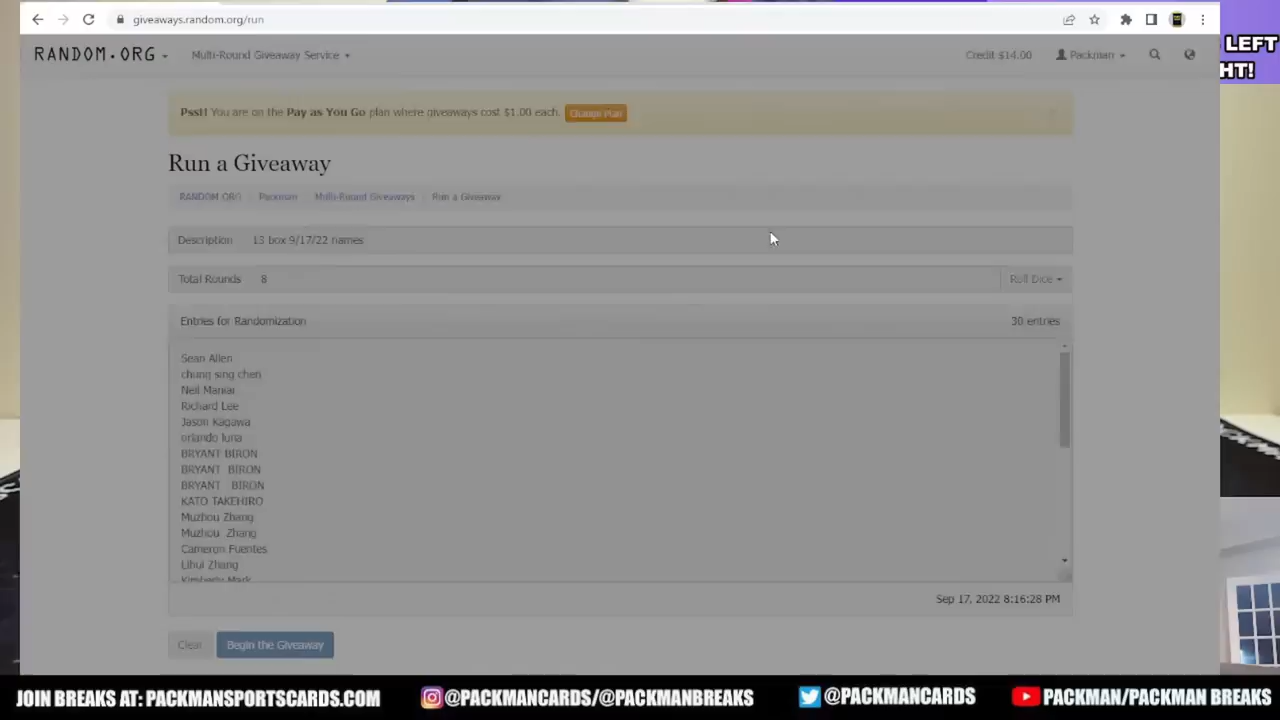 giveaways.random.org/run
LEFT
HT!
RANDOM.ORG
Multi-Round Giveaway Service
Credit $14.00
Packman
Pssl! You are on the Pay as You Go plan where giveaways cost $1.00 each. Change Plan
Run a Giveaway
RANDOM.ORG Packman Multi-Round Giveaways Run a Giveaway
Description 13 box 9/17/22 names
Total Rounds 8 Roll Dice
Entries for Randomization 30 entries
Sean Allen
chung sing chen
Neil Maniar
Richard Lee
Jason Kagawa
orlando luna
BRYANT BIRON
BRYANT BIRON
BRYANT BIRON
KATO TAKEHIRO
Muzhou Zhang
Muzhou Zhang
Cameron Fuentes
Lihui Zhang
Kimberly Mark
Sep 17, 2022 8:16:28 PM
Clear Begin the Giveaway
JOIN BREAKS AT: PACKMANSPORTSCARDS.COM @PACKMANCARDS/@PACKMANBREAKS @PACKMANCARDS PACKMAN/PACKMAN BREAKS